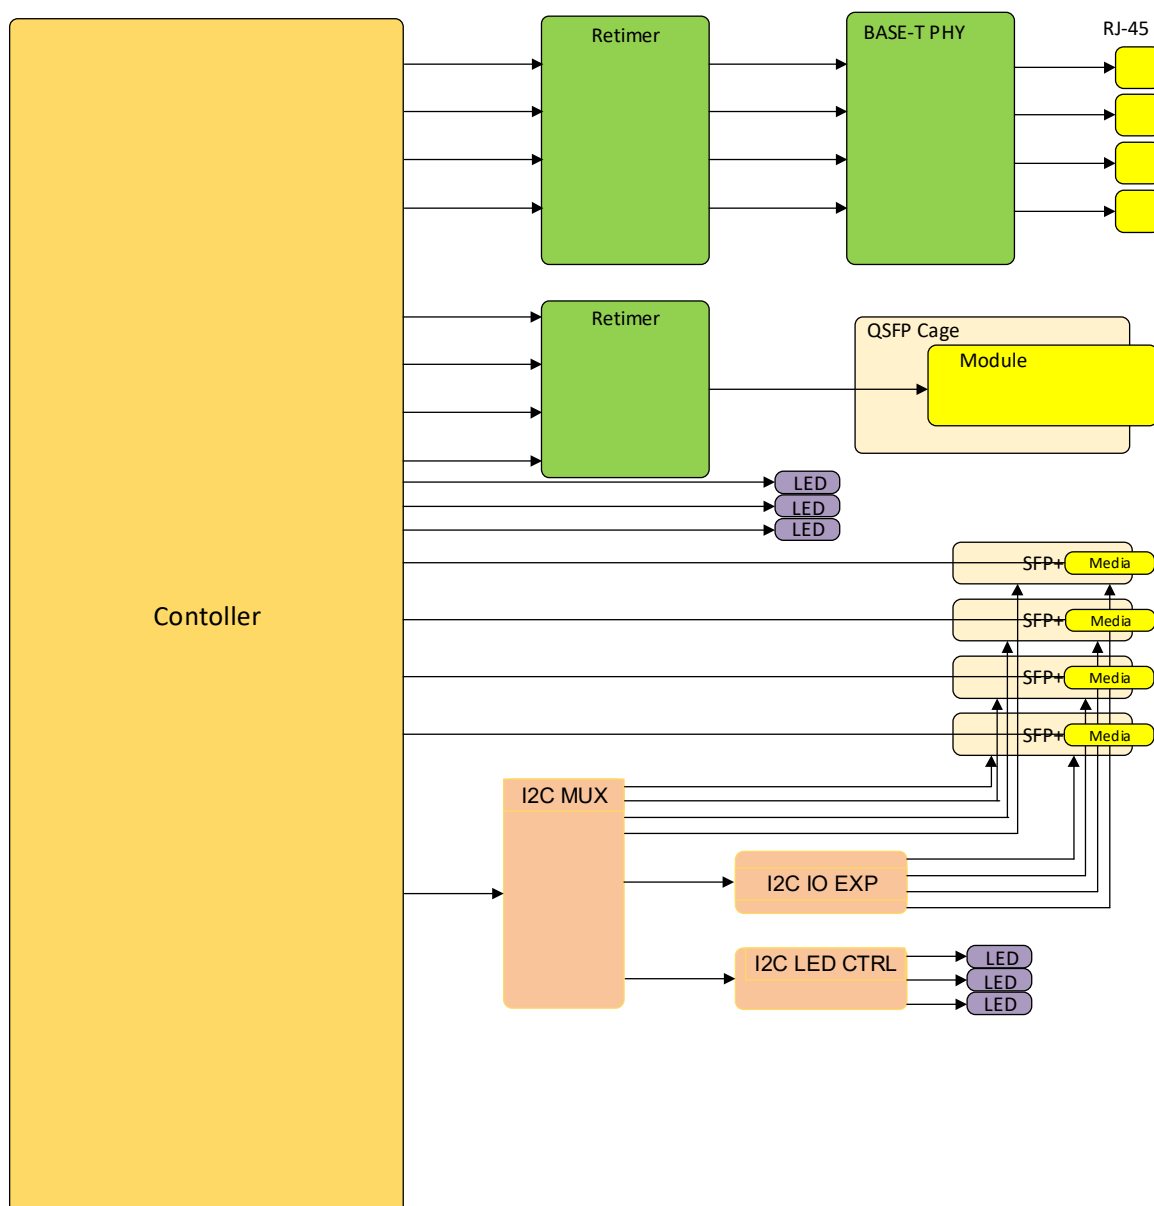 Retimer
BASE-T PHY
RJ-45
Retimer
QSFP Cage
Module
LED
LED
LED
SFP+
Media
SFP+
Media
SFP+
Media
SFP+
Media
Contoller
I2C MUX
I2C IO EXP
I2C LED CTRL
LED
LED
LED